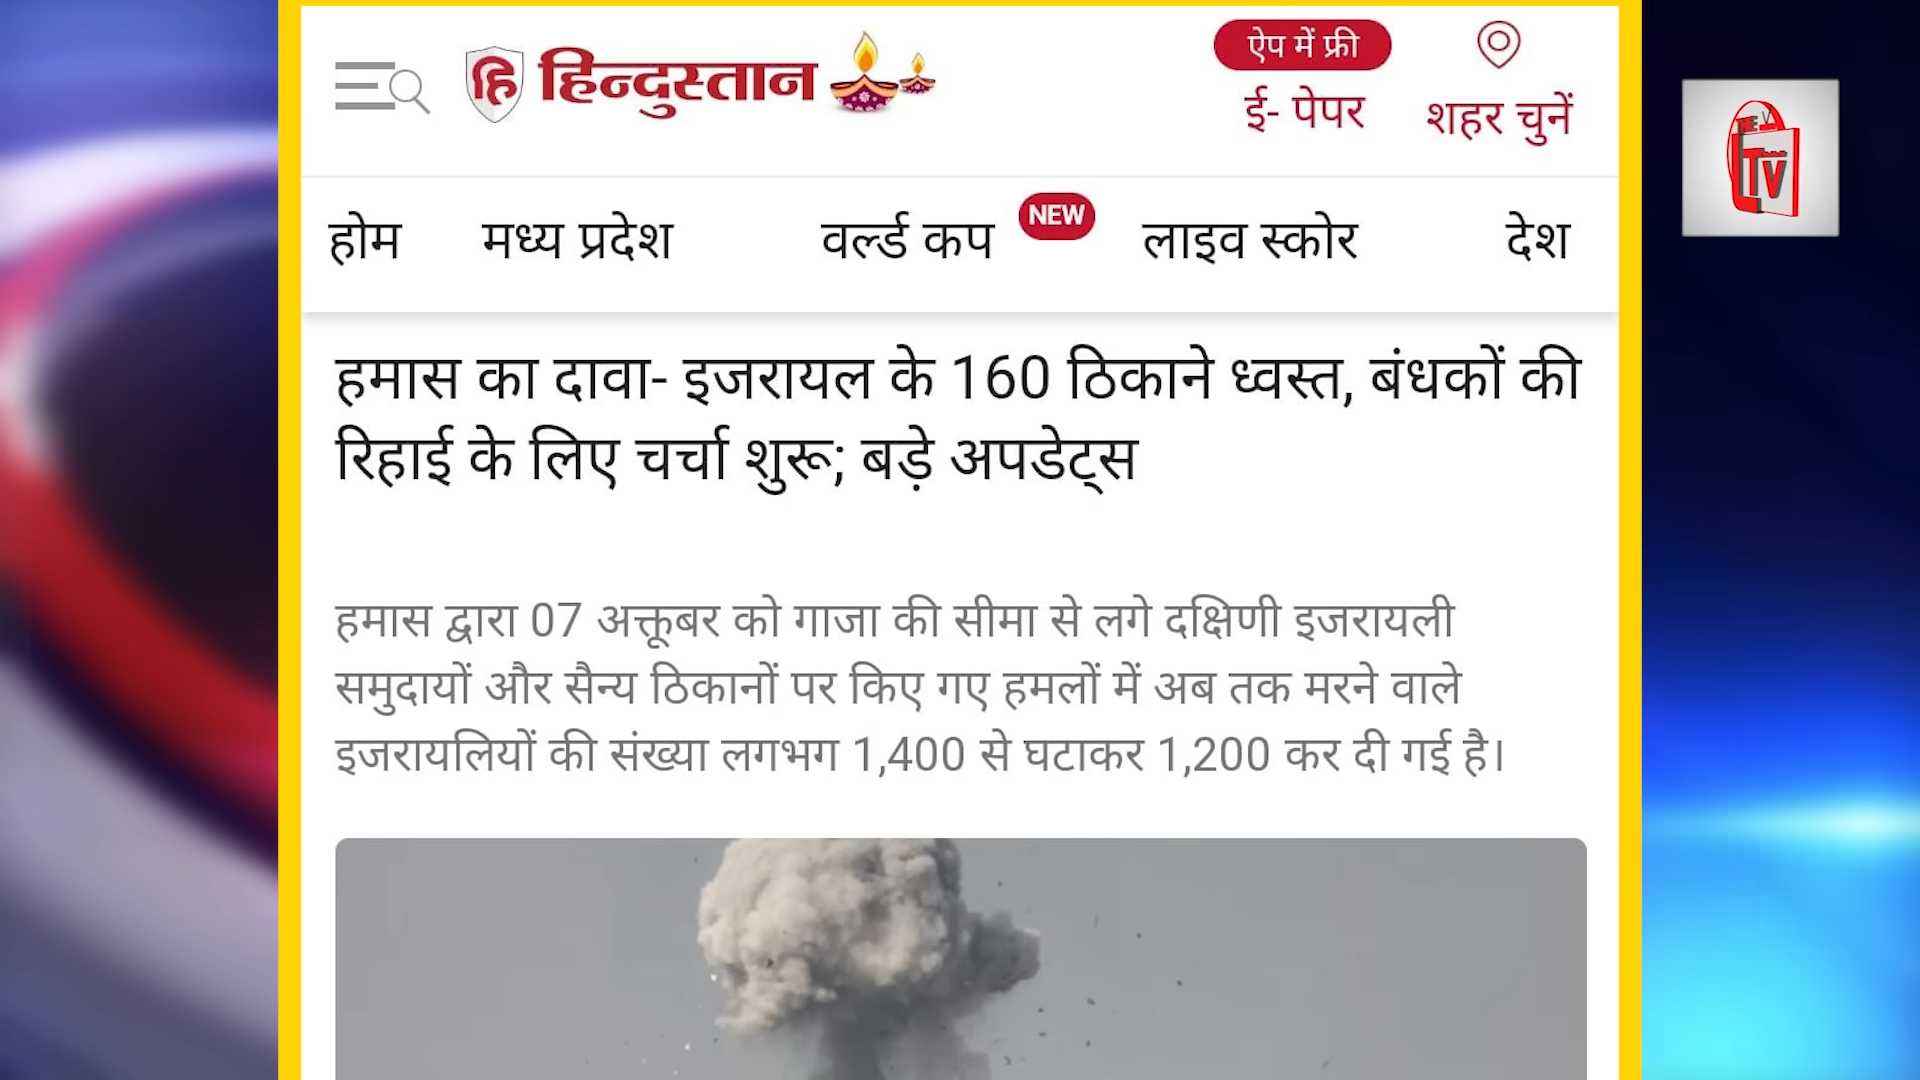 हि हिन्दुस्तान
ऐप में फ्री
ई- पेपर
शहर चुनें
होम मध्य प्रदेश वर्ल्ड कप NEW लाइव स्कोर देश
हमास का दावा- इजरायल के 160 ठिकाने ध्वस्त, बंधकों की
रिहाई के लिए चर्चा शुरू; बड़े अपडेट्स
हमास द्वारा 07 अक्तूबर को गाजा की सीमा से लगे दक्षिणी इजरायली
समुदायों और सैन्य ठिकानों पर किए गए हमलों में अब तक मरने वाले
इजरायलियों की संख्या लगभग 1,400 से घटाकर 1,200 कर दी गई है।
THE
TV